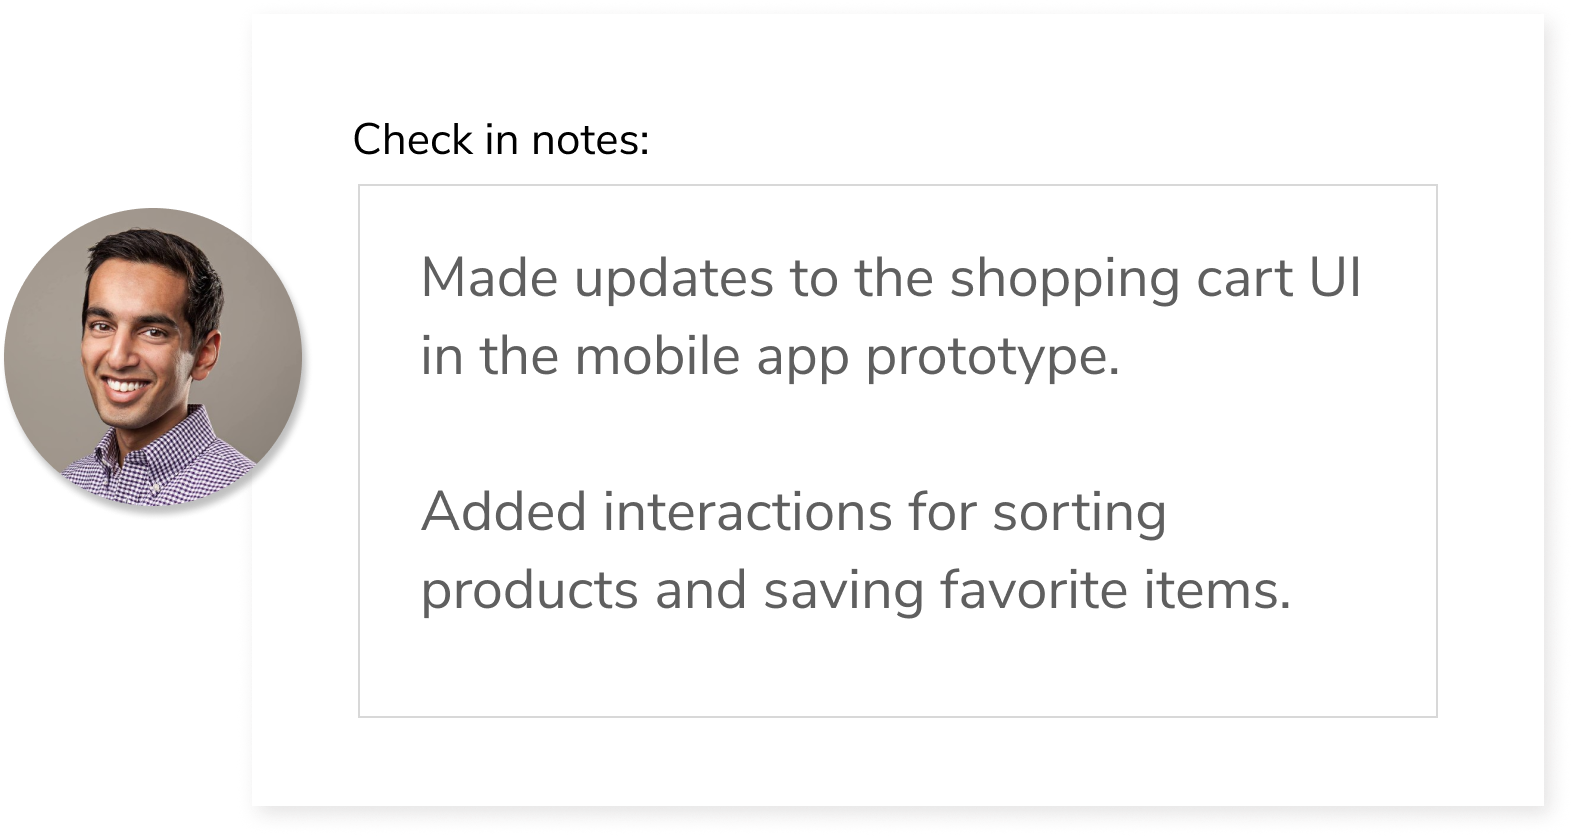 Check in notes:
Made updates to the shopping cart UI
in the mobile app prototype.
Added interactions for sorting
products and saving favorite items.